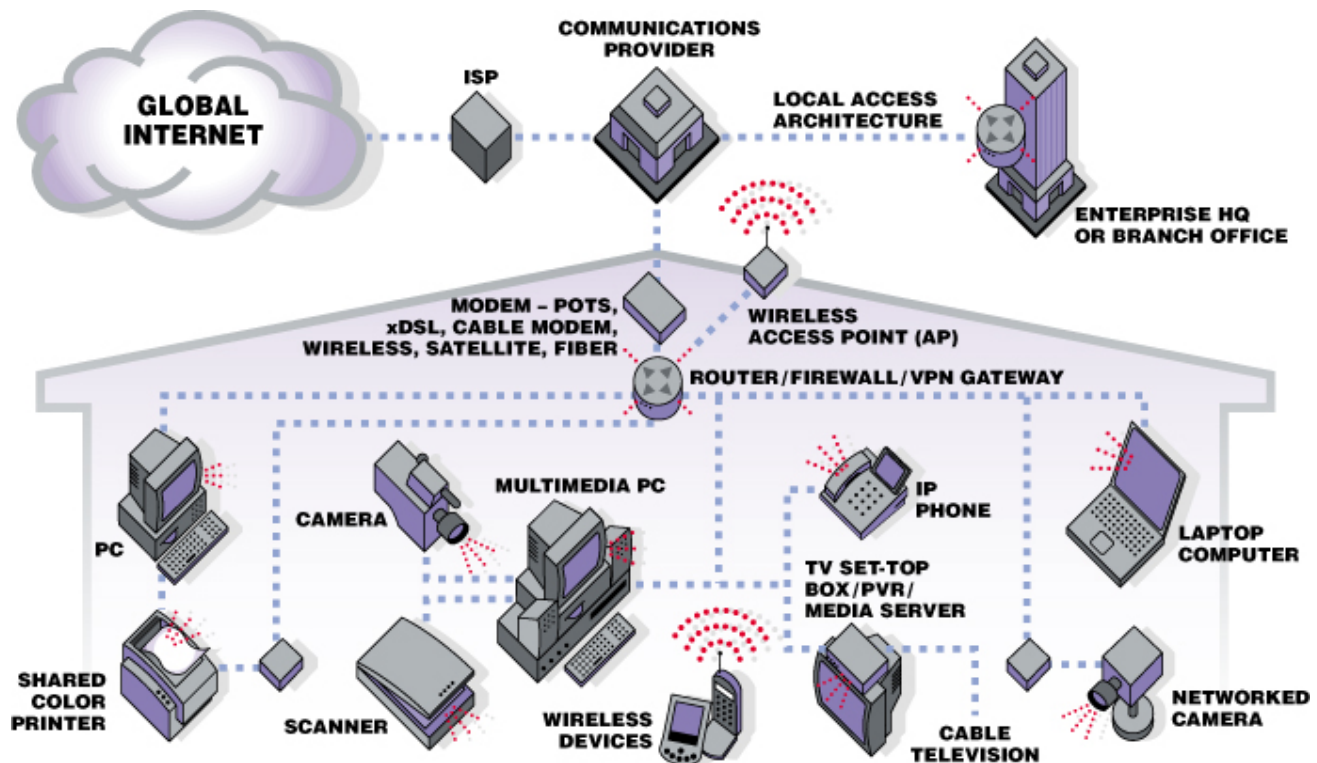 COMMUNICATIONS
PROVIDER
ISP
GLOBAL
INTERNET
LOCAL ACCESS
ARCHITECTURE
ENTERPRISE HQ
OR BRANCH OFFICE
MODEM – POTS,
xDSL, CABLE MODEM,
WIRELESS, SATELLITE, FIBER
WIRELESS
ACCESS POINT (AP)
ROUTER/FIREWALL/VPN GATEWAY
PC
CAMERA
MULTIMEDIA PC
IP
PHONE
LAPTOP
COMPUTER
TV SET-TOP
BOX/PVR/
MEDIA SERVER
SHARED
COLOR
PRINTER
SCANNER
WIRELESS
DEVICES
CABLE
TELEVISION
NETWORKED
CAMERA